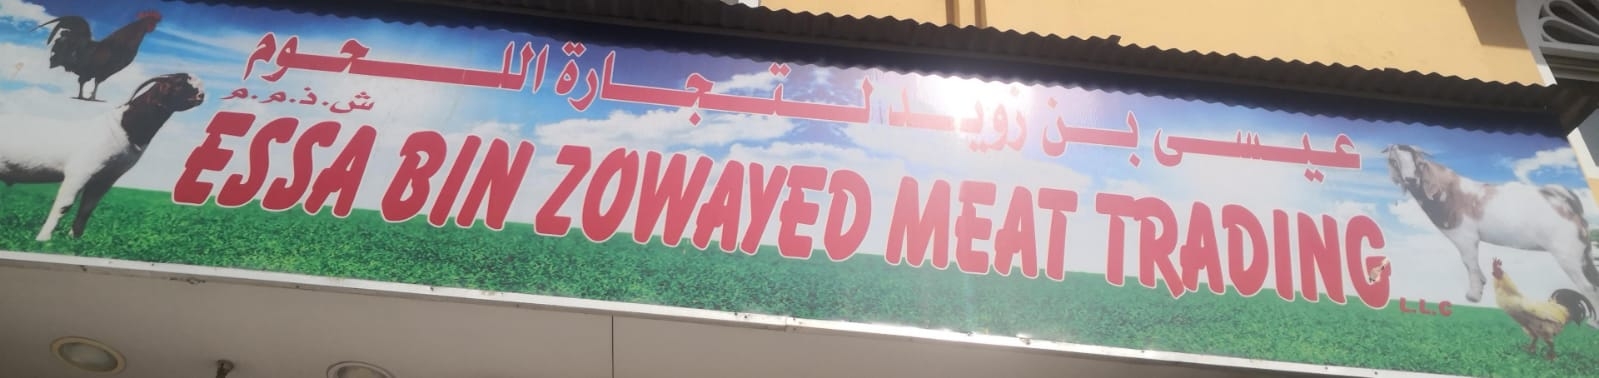 عيسى بن زويد لتجارة اللحوم
ش.ذ.م.م
ESSA BIN ZOWAYED MEAT TRADING
L.L.C